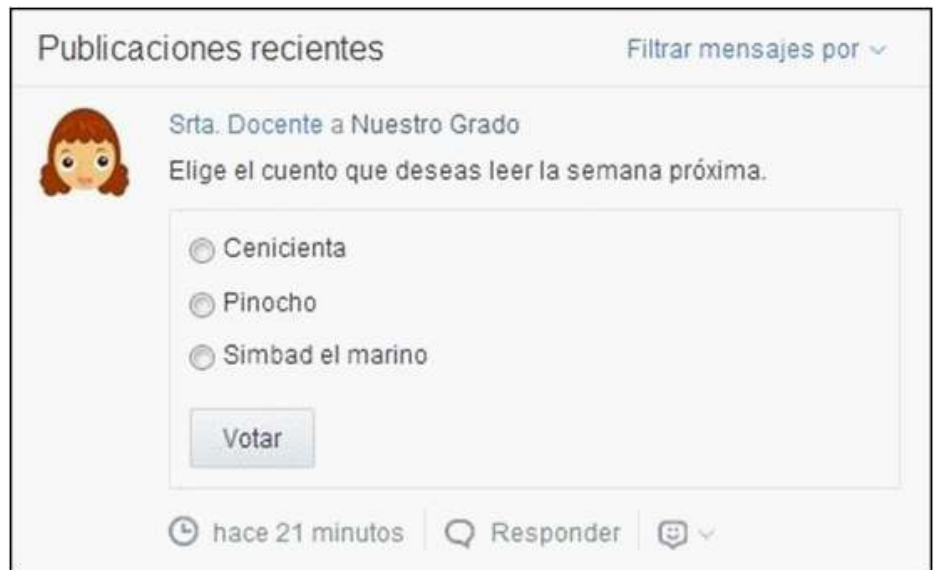 Publicaciones recientes Filtrar mensajes por
Srta. Docente a Nuestro Grado
Elige el cuento que deseas leer la semana próxima.
Cenicienta
Pinocho
Simbad el marino
Votar
hace 21 minutos Responder